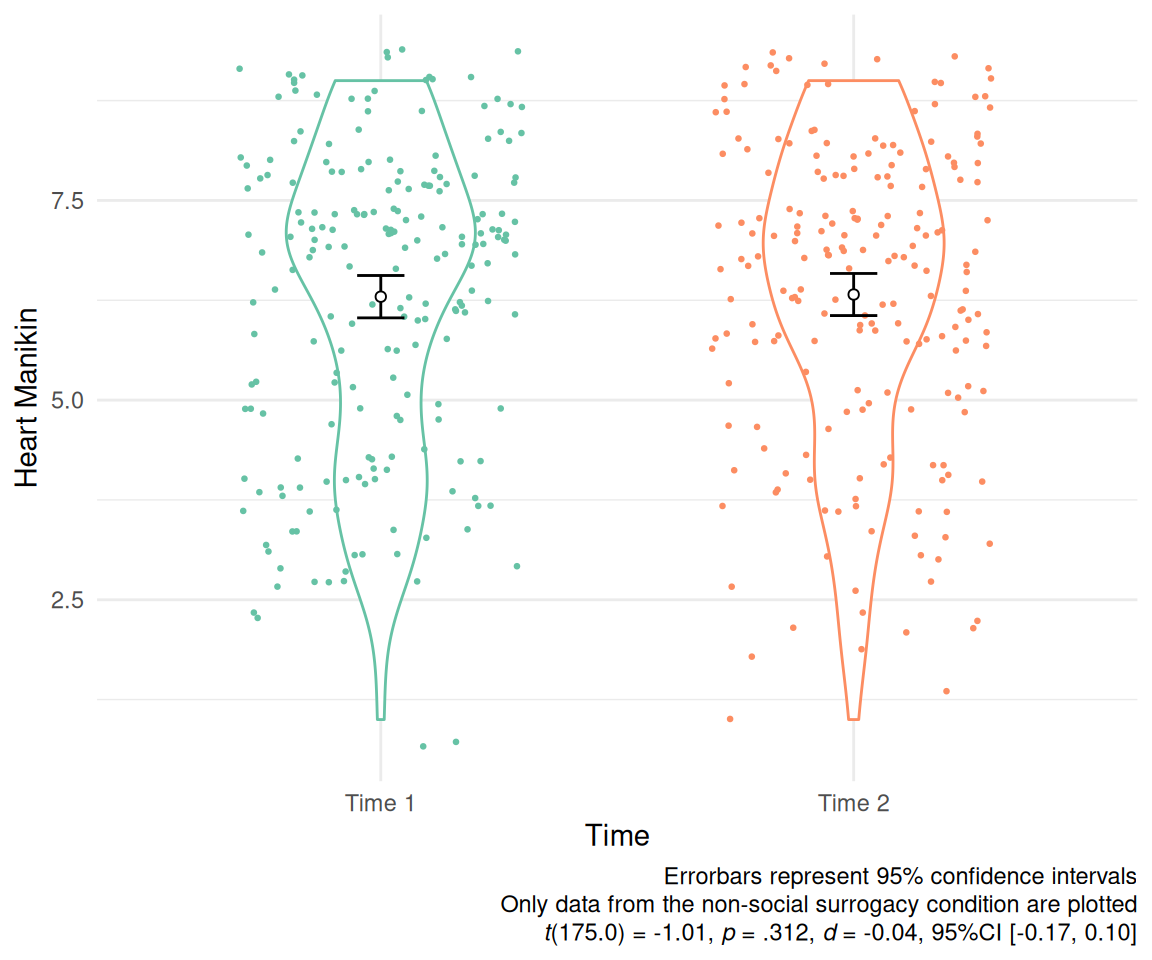 Heart Manikin
7.5
5.0
2.5
Time 1
Time 2
Time
Errorbars represent 95% confidence intervals
Only data from the non-social surrogacy condition are plotted
t(175.0) = -1.01, p = .312, d = -0.04, 95%CI [-0.17, 0.10]